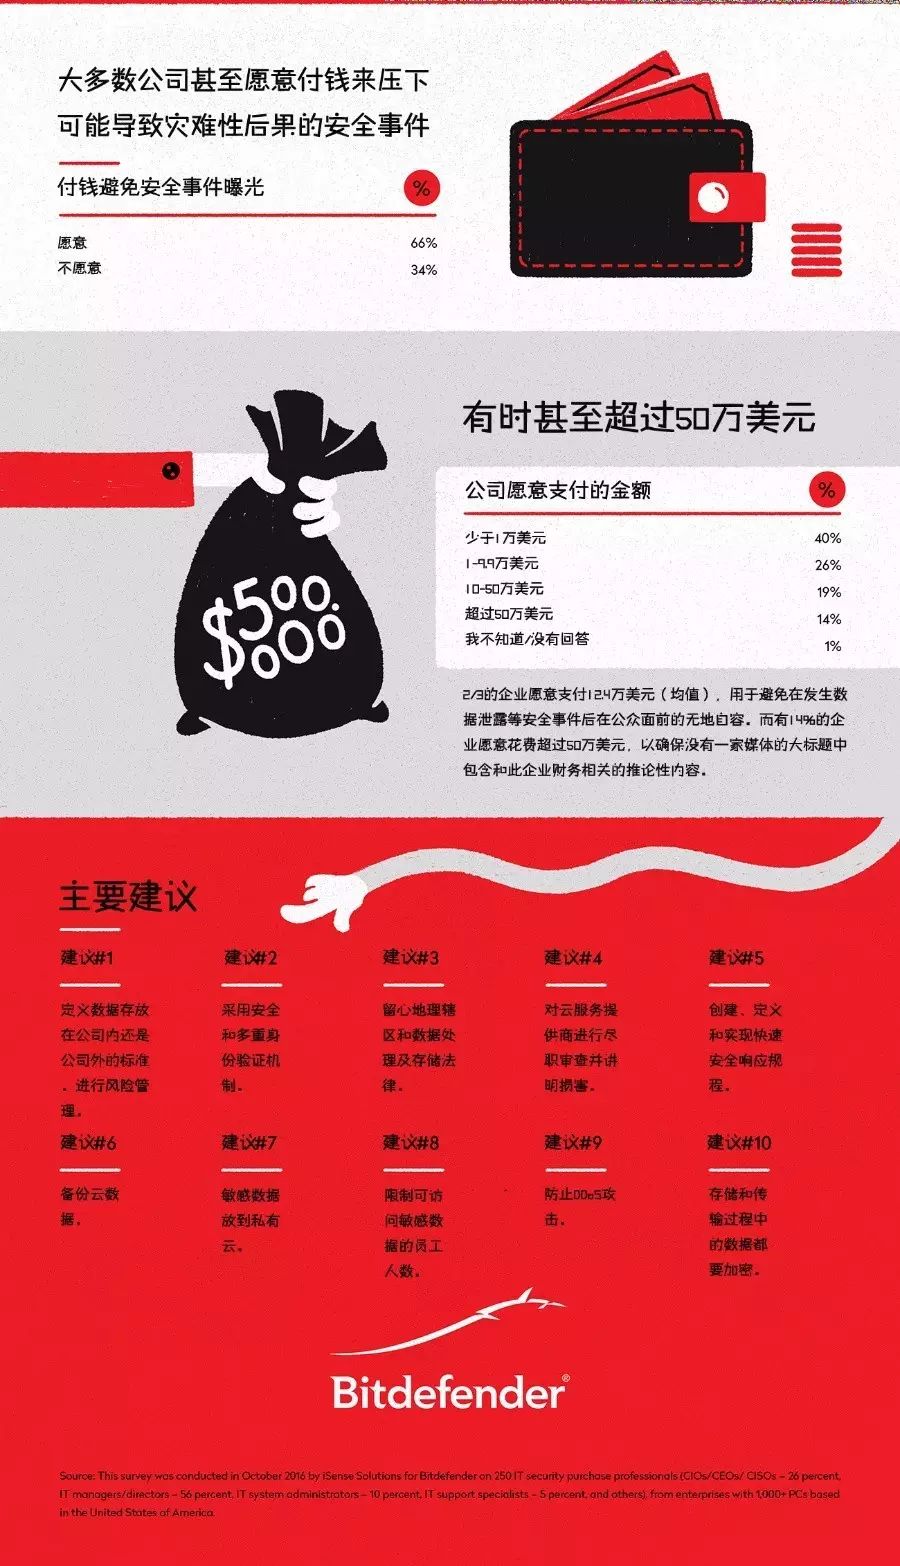 大多数公司甚至愿意付钱来压下
可能导致灾难性后果的安全事件
付钱避免安全事件曝光 %
愿意 66%
不愿意 34%
$500.
000
有时甚至超过50万美元
公司愿意支付的金额 %
少于1万美元 40%
1-9.9万美元 26%
10-50万美元 19%
超过50万美元 14%
我不知道/没有回答 1%
2/3的企业愿意支付12.4万美元（均值），用于避免在发生数
据泄露等安全事件后在公众面前的无地自容。而有14%的企
业愿意花费超过50万美元，以确保没有一家媒体的大标题中
包含和此企业财务相关的推论性内容。
主要建议
建议#1
定义数据存放
在公司内还是
公司外的标准
。进行风险管
理。
建议#2
采用安全
和多重身
份验证机
制。
建议#3
留心地理辖
区和数据处
理及存储法
律。
建议#4
对云服务提
供商进行尽
职审查并讲
明损害。
建议#5
创建、定义
和实现快速
安全响应规
程。
建议#6
备份云数
据。
建议#7
敏感数据
放到私有
云。
建议#8
限制可访
问敏感数
据的员工
人数。
建议#9
防止DDoS攻
击。
建议#10
存储和传
输过程中
的数据都
要加密。
Bitdefender®
Source: This survey was conducted in October 2016 by iSense Solutions for Bitdefender on 250 IT security purchase professionals (CIOs/CEOs/ CISOs – 26 percent,
IT managers/directors – 56 percent, IT system administrators – 10 percent, IT support specialists – 5 percent, and others), from enterprises with 1,000+ PCs based
in the United States of America.